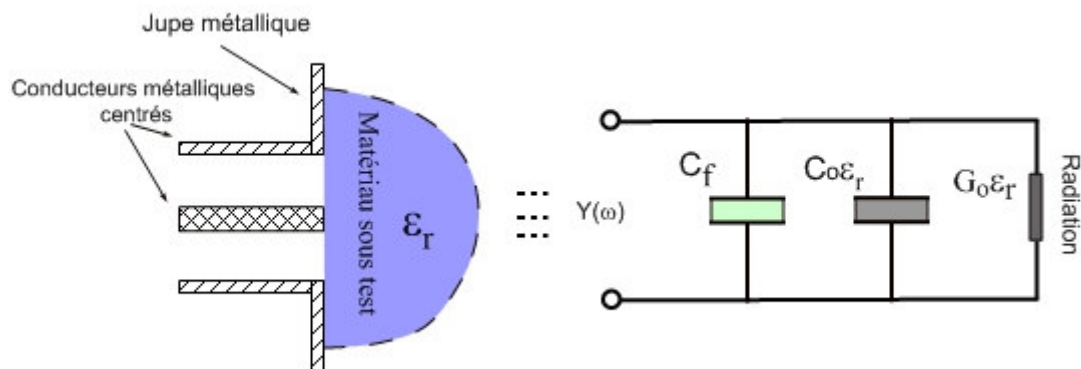 Jupe métallique
Conducteurs métalliques
centrés
Matériau sous test
εr
Y(ω)
Cf
Coεr
Goεr
Radiation